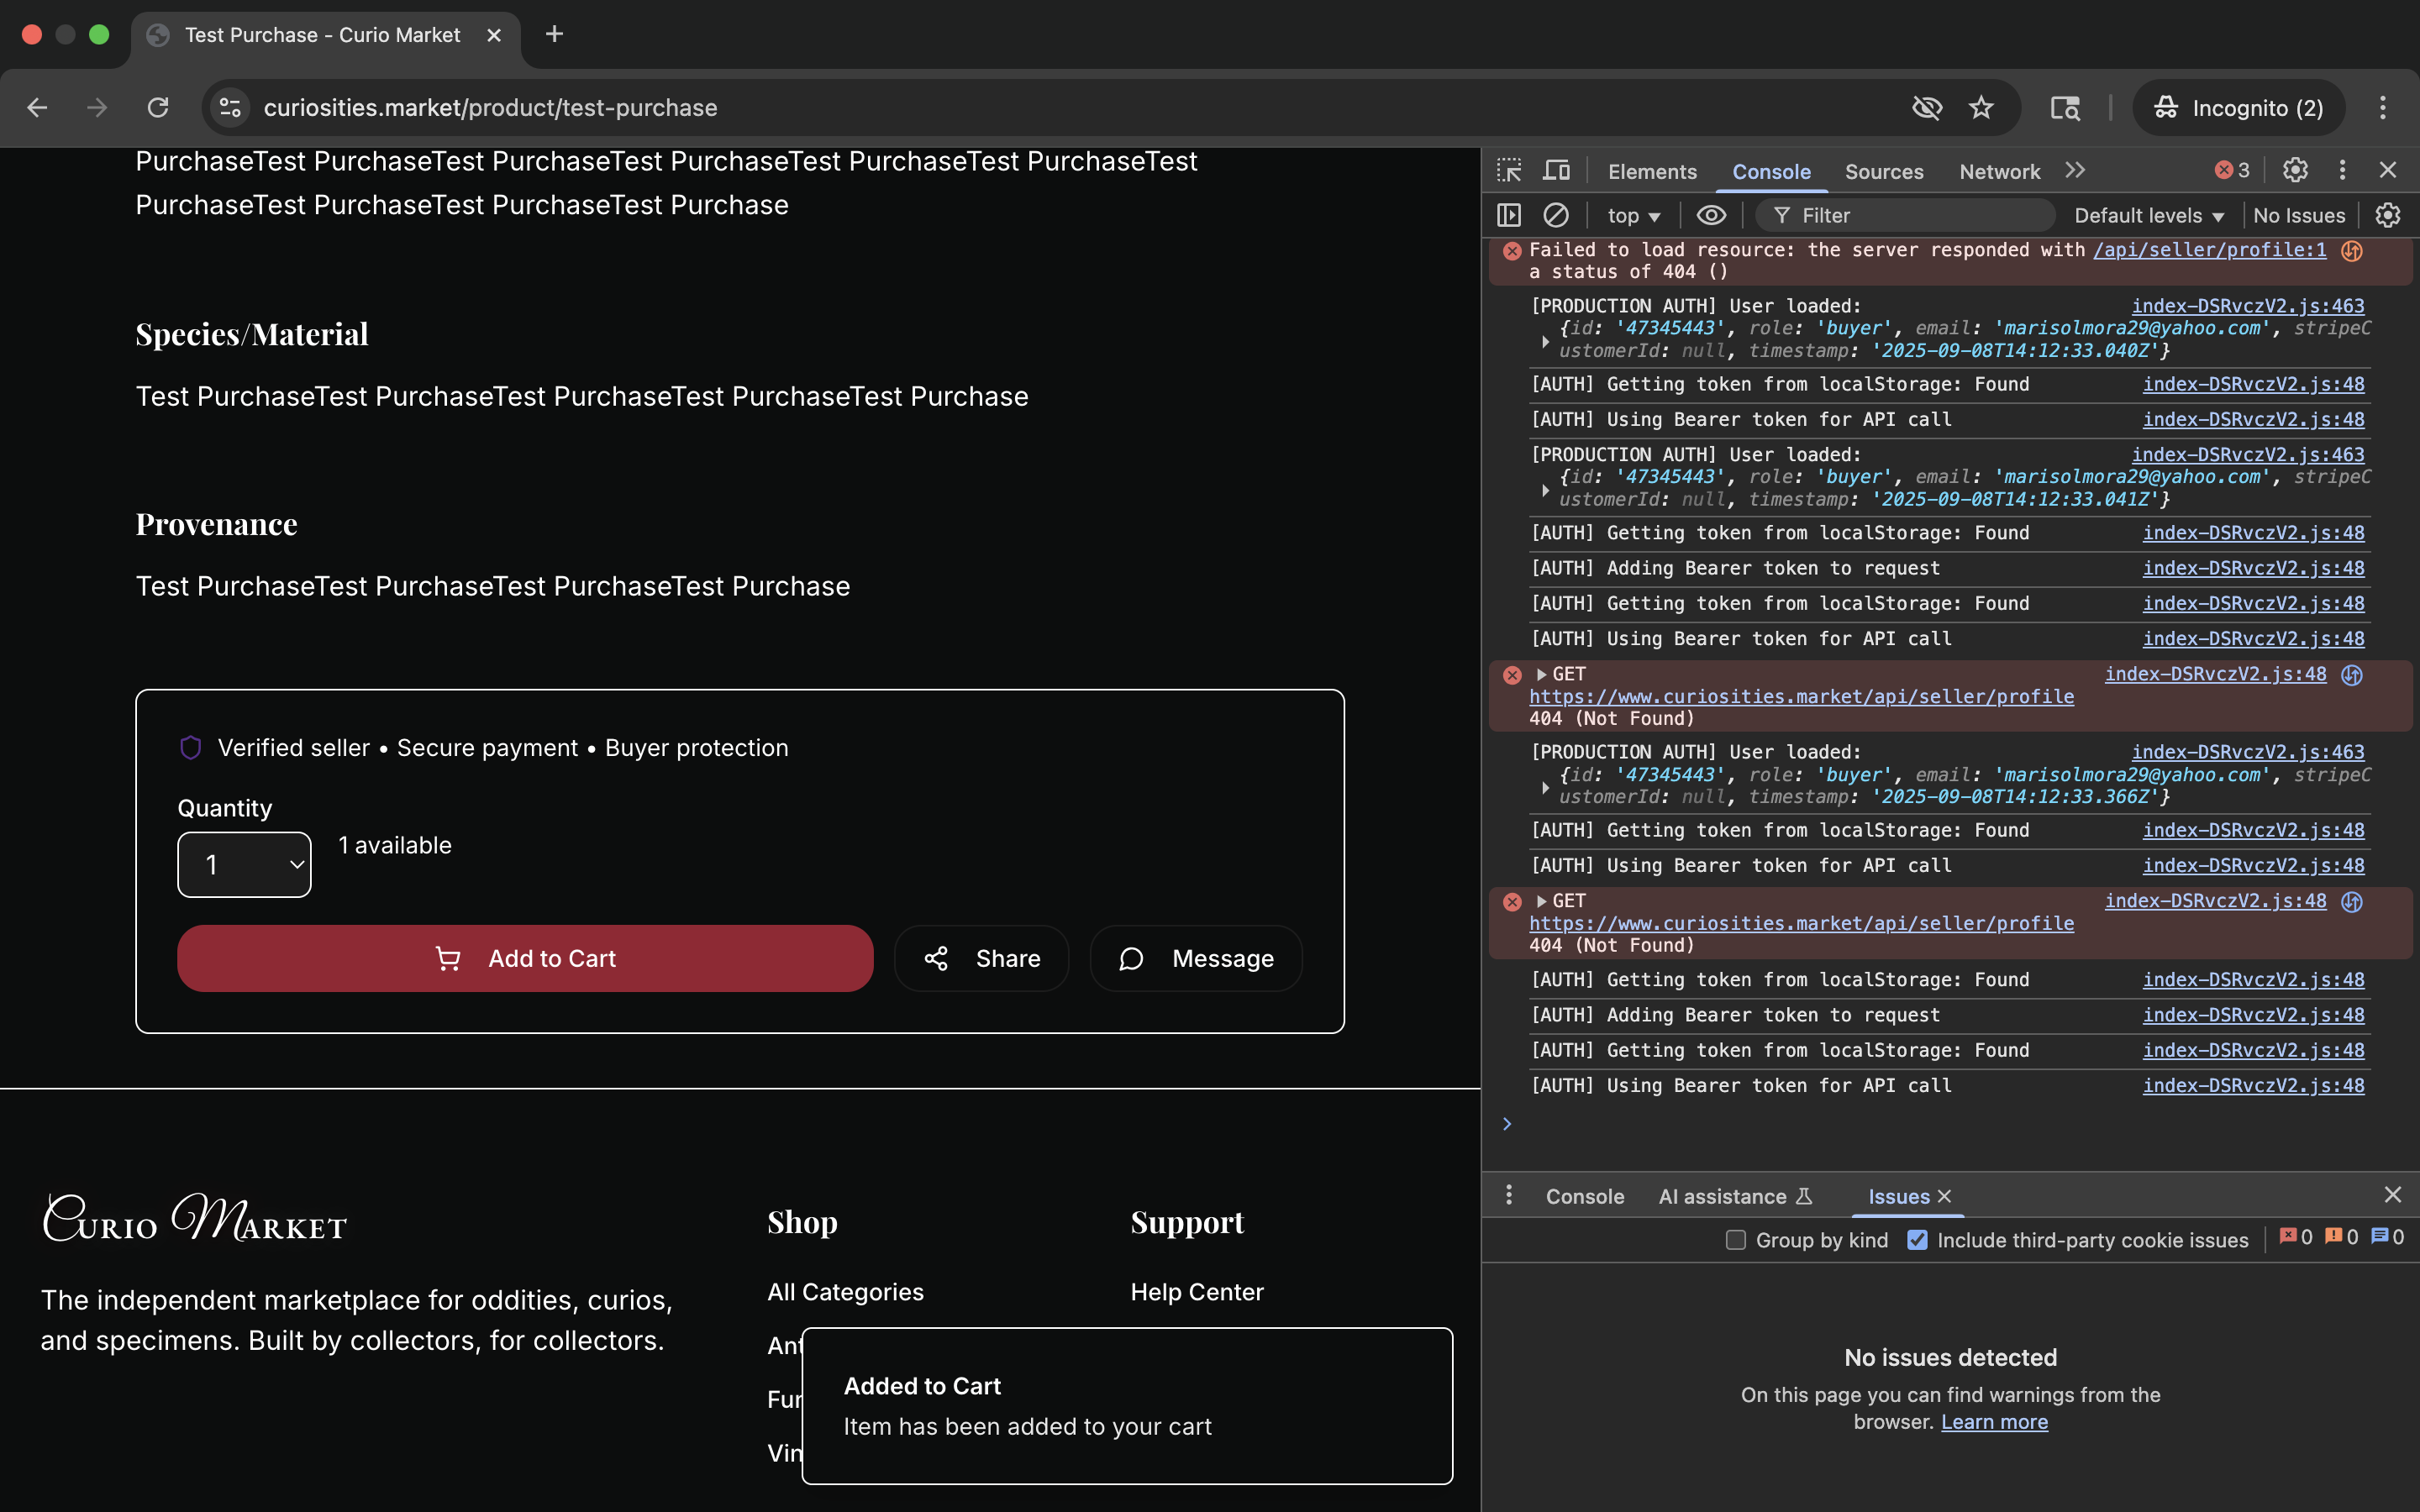 Test Purchase - Curio Market
curiosities.market/product/test-purchase
Incognito (2)
PurchaseTest PurchaseTest PurchaseTest PurchaseTest PurchaseTest PurchaseTest
PurchaseTest PurchaseTest PurchaseTest Purchase
Species/Material
Test PurchaseTest PurchaseTest PurchaseTest PurchaseTest Purchase
Provenance
Test PurchaseTest PurchaseTest PurchaseTest Purchase
Verified seller • Secure payment • Buyer protection
Quantity
1
1 available
Add to Cart
Share
Message
Curio Market
The independent marketplace for oddities, curios,
and specimens. Built by collectors, for collectors.
Shop
All Categories
Ant
Fur
Vin
Support
Help Center
Added to Cart
Item has been added to your cart
Elements Console Sources Network 3
top Filter Default levels No Issues
Failed to load resource: the server responded with /api/seller/profile:1
a status of 404 ()
[PRODUCTION AUTH] User loaded: index-DSRvczV2.js:463
{id: '47345443', role: 'buyer', email: 'marisolmora29@yahoo.com', stripeC
ustomerId: null, timestamp: '2025-09-08T14:12:33.040Z'}
[AUTH] Getting token from localStorage: Found index-DSRvczV2.js:48
[AUTH] Using Bearer token for API call index-DSRvczV2.js:48
[PRODUCTION AUTH] User loaded: index-DSRvczV2.js:463
{id: '47345443', role: 'buyer', email: 'marisolmora29@yahoo.com', stripeC
ustomerId: null, timestamp: '2025-09-08T14:12:33.041Z'}
[AUTH] Getting token from localStorage: Found index-DSRvczV2.js:48
[AUTH] Adding Bearer token to request index-DSRvczV2.js:48
[AUTH] Getting token from localStorage: Found index-DSRvczV2.js:48
[AUTH] Using Bearer token for API call index-DSRvczV2.js:48
GET index-DSRvczV2.js:48
https://www.curiosities.market/api/seller/profile
404 (Not Found)
[PRODUCTION AUTH] User loaded: index-DSRvczV2.js:463
{id: '47345443', role: 'buyer', email: 'marisolmora29@yahoo.com', stripeC
ustomerId: null, timestamp: '2025-09-08T14:12:33.366Z'}
[AUTH] Getting token from localStorage: Found index-DSRvczV2.js:48
[AUTH] Using Bearer token for API call index-DSRvczV2.js:48
GET index-DSRvczV2.js:48
https://www.curiosities.market/api/seller/profile
404 (Not Found)
[AUTH] Getting token from localStorage: Found index-DSRvczV2.js:48
[AUTH] Adding Bearer token to request index-DSRvczV2.js:48
[AUTH] Getting token from localStorage: Found index-DSRvczV2.js:48
[AUTH] Using Bearer token for API call index-DSRvczV2.js:48
Console AI assistance Issues
Group by kind Include third-party cookie issues 0 0 0
No issues detected
On this page you can find warnings from the
browser. Learn more